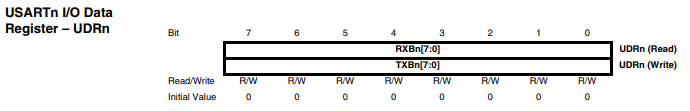 USARTn I/O Data
Register – UDRn
Bit 7 6 5 4 3 2 1 0
RXBn[7:0] UDRn (Read)
TXBn[7:0] UDRn (Write)
Read/Write R/W R/W R/W R/W R/W R/W R/W R/W
Initial Value 0 0 0 0 0 0 0 0